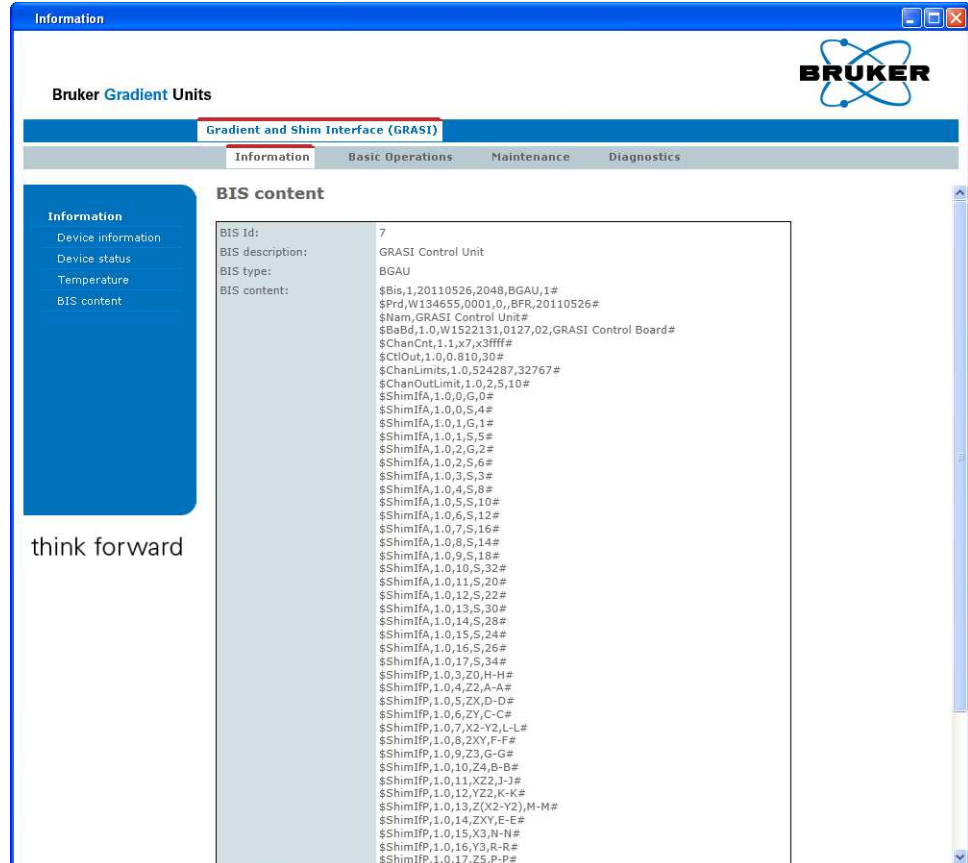 Information
BRUKER
Bruker Gradient Units
Gradient and Shim Interface (GRASI)
Information Basic Operations Maintenance Diagnostics
Information
Device information
Device status
Temperature
BIS content
think forward
BIS content
BIS Id: 7
BIS description: GRASI Control Unit
BIS type: BGAU
BIS content: $Bis,1,20110526,2048,BGAU,1#
$Prd,W134655,0001,0,,BFR,20110526#
$Nam,GRASI Control Unit#
$BaBd,1.0,W1522131,0127,02,GRASI Control Board#
$ChanCnt,1.1,x7,x3ffff#
$CtlOut,1.0,0.810,30#
$ChanLimits,1.0,524287,32767#
$ChanOutLimit,1.0,2,5,10#
$ShimIfA,1.0,0,G,0#
$ShimIfA,1.0,0,S,4#
$ShimIfA,1.0,1,G,1#
$ShimIfA,1.0,1,S,5#
$ShimIfA,1.0,2,G,2#
$ShimIfA,1.0,2,S,6#
$ShimIfA,1.0,3,S,3#
$ShimIfA,1.0,4,S,8#
$ShimIfA,1.0,5,S,10#
$ShimIfA,1.0,6,S,12#
$ShimIfA,1.0,7,S,16#
$ShimIfA,1.0,8,S,14#
$ShimIfA,1.0,9,S,18#
$ShimIfA,1.0,10,S,32#
$ShimIfA,1.0,11,S,20#
$ShimIfA,1.0,12,S,22#
$ShimIfA,1.0,13,S,30#
$ShimIfA,1.0,14,S,28#
$ShimIfA,1.0,15,S,24#
$ShimIfA,1.0,16,S,26#
$ShimIfA,1.0,17,S,34#
$ShimIfP,1.0,3,Z0,H-H#
$ShimIfP,1.0,4,Z2,A-A#
$ShimIfP,1.0,5,ZX,D-D#
$ShimIfP,1.0,6,ZY,C-C#
$ShimIfP,1.0,7,X2-Y2,L-L#
$ShimIfP,1.0,8,2XY,F-F#
$ShimIfP,1.0,9,Z3,G-G#
$ShimIfP,1.0,10,Z4,B-B#
$ShimIfP,1.0,11,XZ2,J-J#
$ShimIfP,1.0,12,YZ2,K-K#
$ShimIfP,1.0,13,Z(X2-Y2),M-M#
$ShimIfP,1.0,14,ZXY,E-E#
$ShimIfP,1.0,15,X3,N-N#
$ShimIfP,1.0,16,Y3,R-R#
$ShimIfP,1.0,17,Z5,P-P#